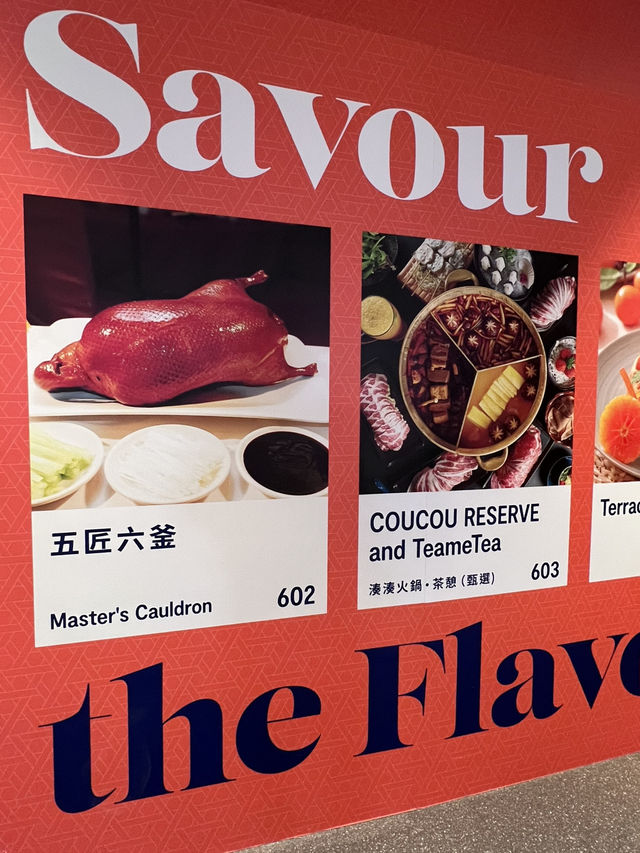 Savour
五匠六釜
Master's Cauldron
602
COUCOU RESERVE
and TeameTea
湊湊火鍋・茶憩（甄選）
603
Terrac
the Flavo